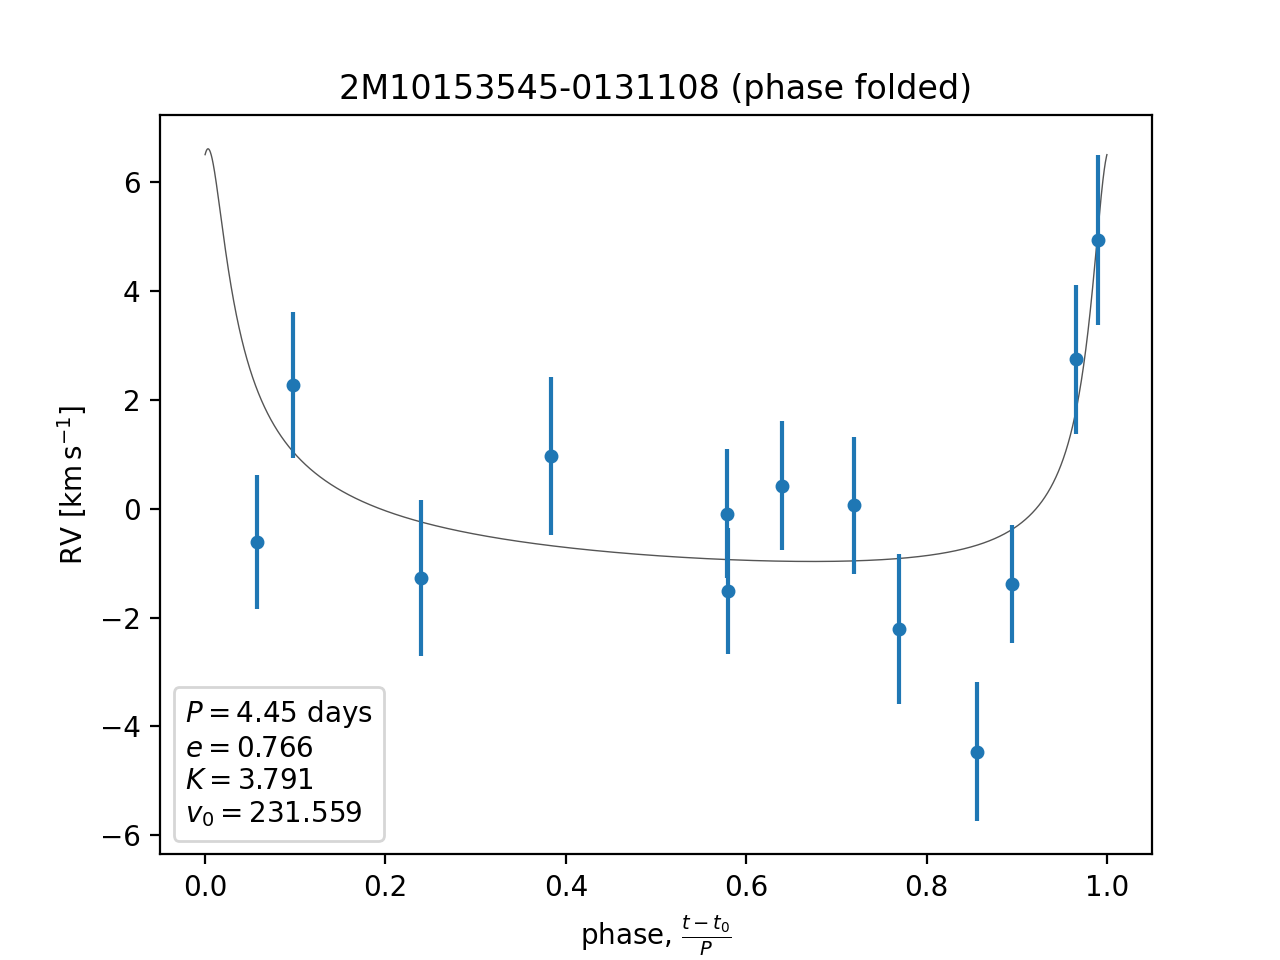 2M10153545-0131108 (phase folded)
RV [km s⁻¹]
6
4
2
0
−2
−4
−6
P = 4.45 days
e = 0.766
K = 3.791
v₀ = 231.559
0.0 0.2 0.4 0.6 0.8 1.0
phase, (t − t₀)/P